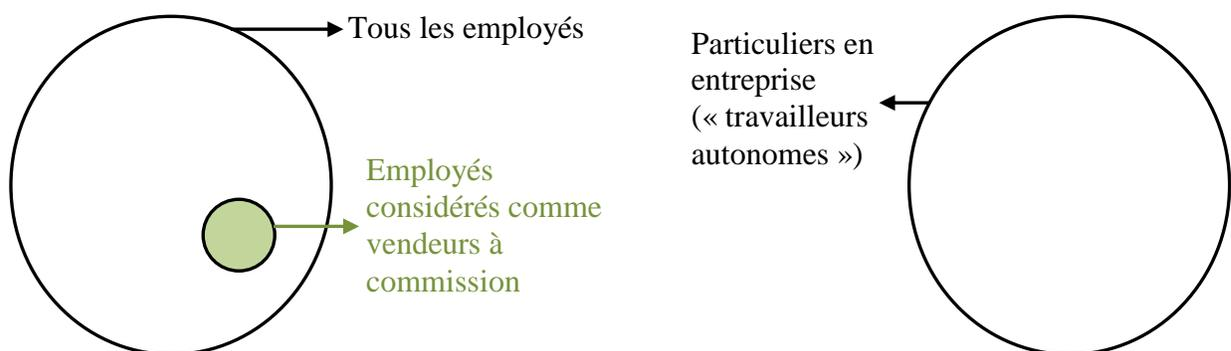 Tous les employés
Employés
considérés comme
vendeurs à
commission
Particuliers en
entreprise
(« travailleurs
autonomes »)